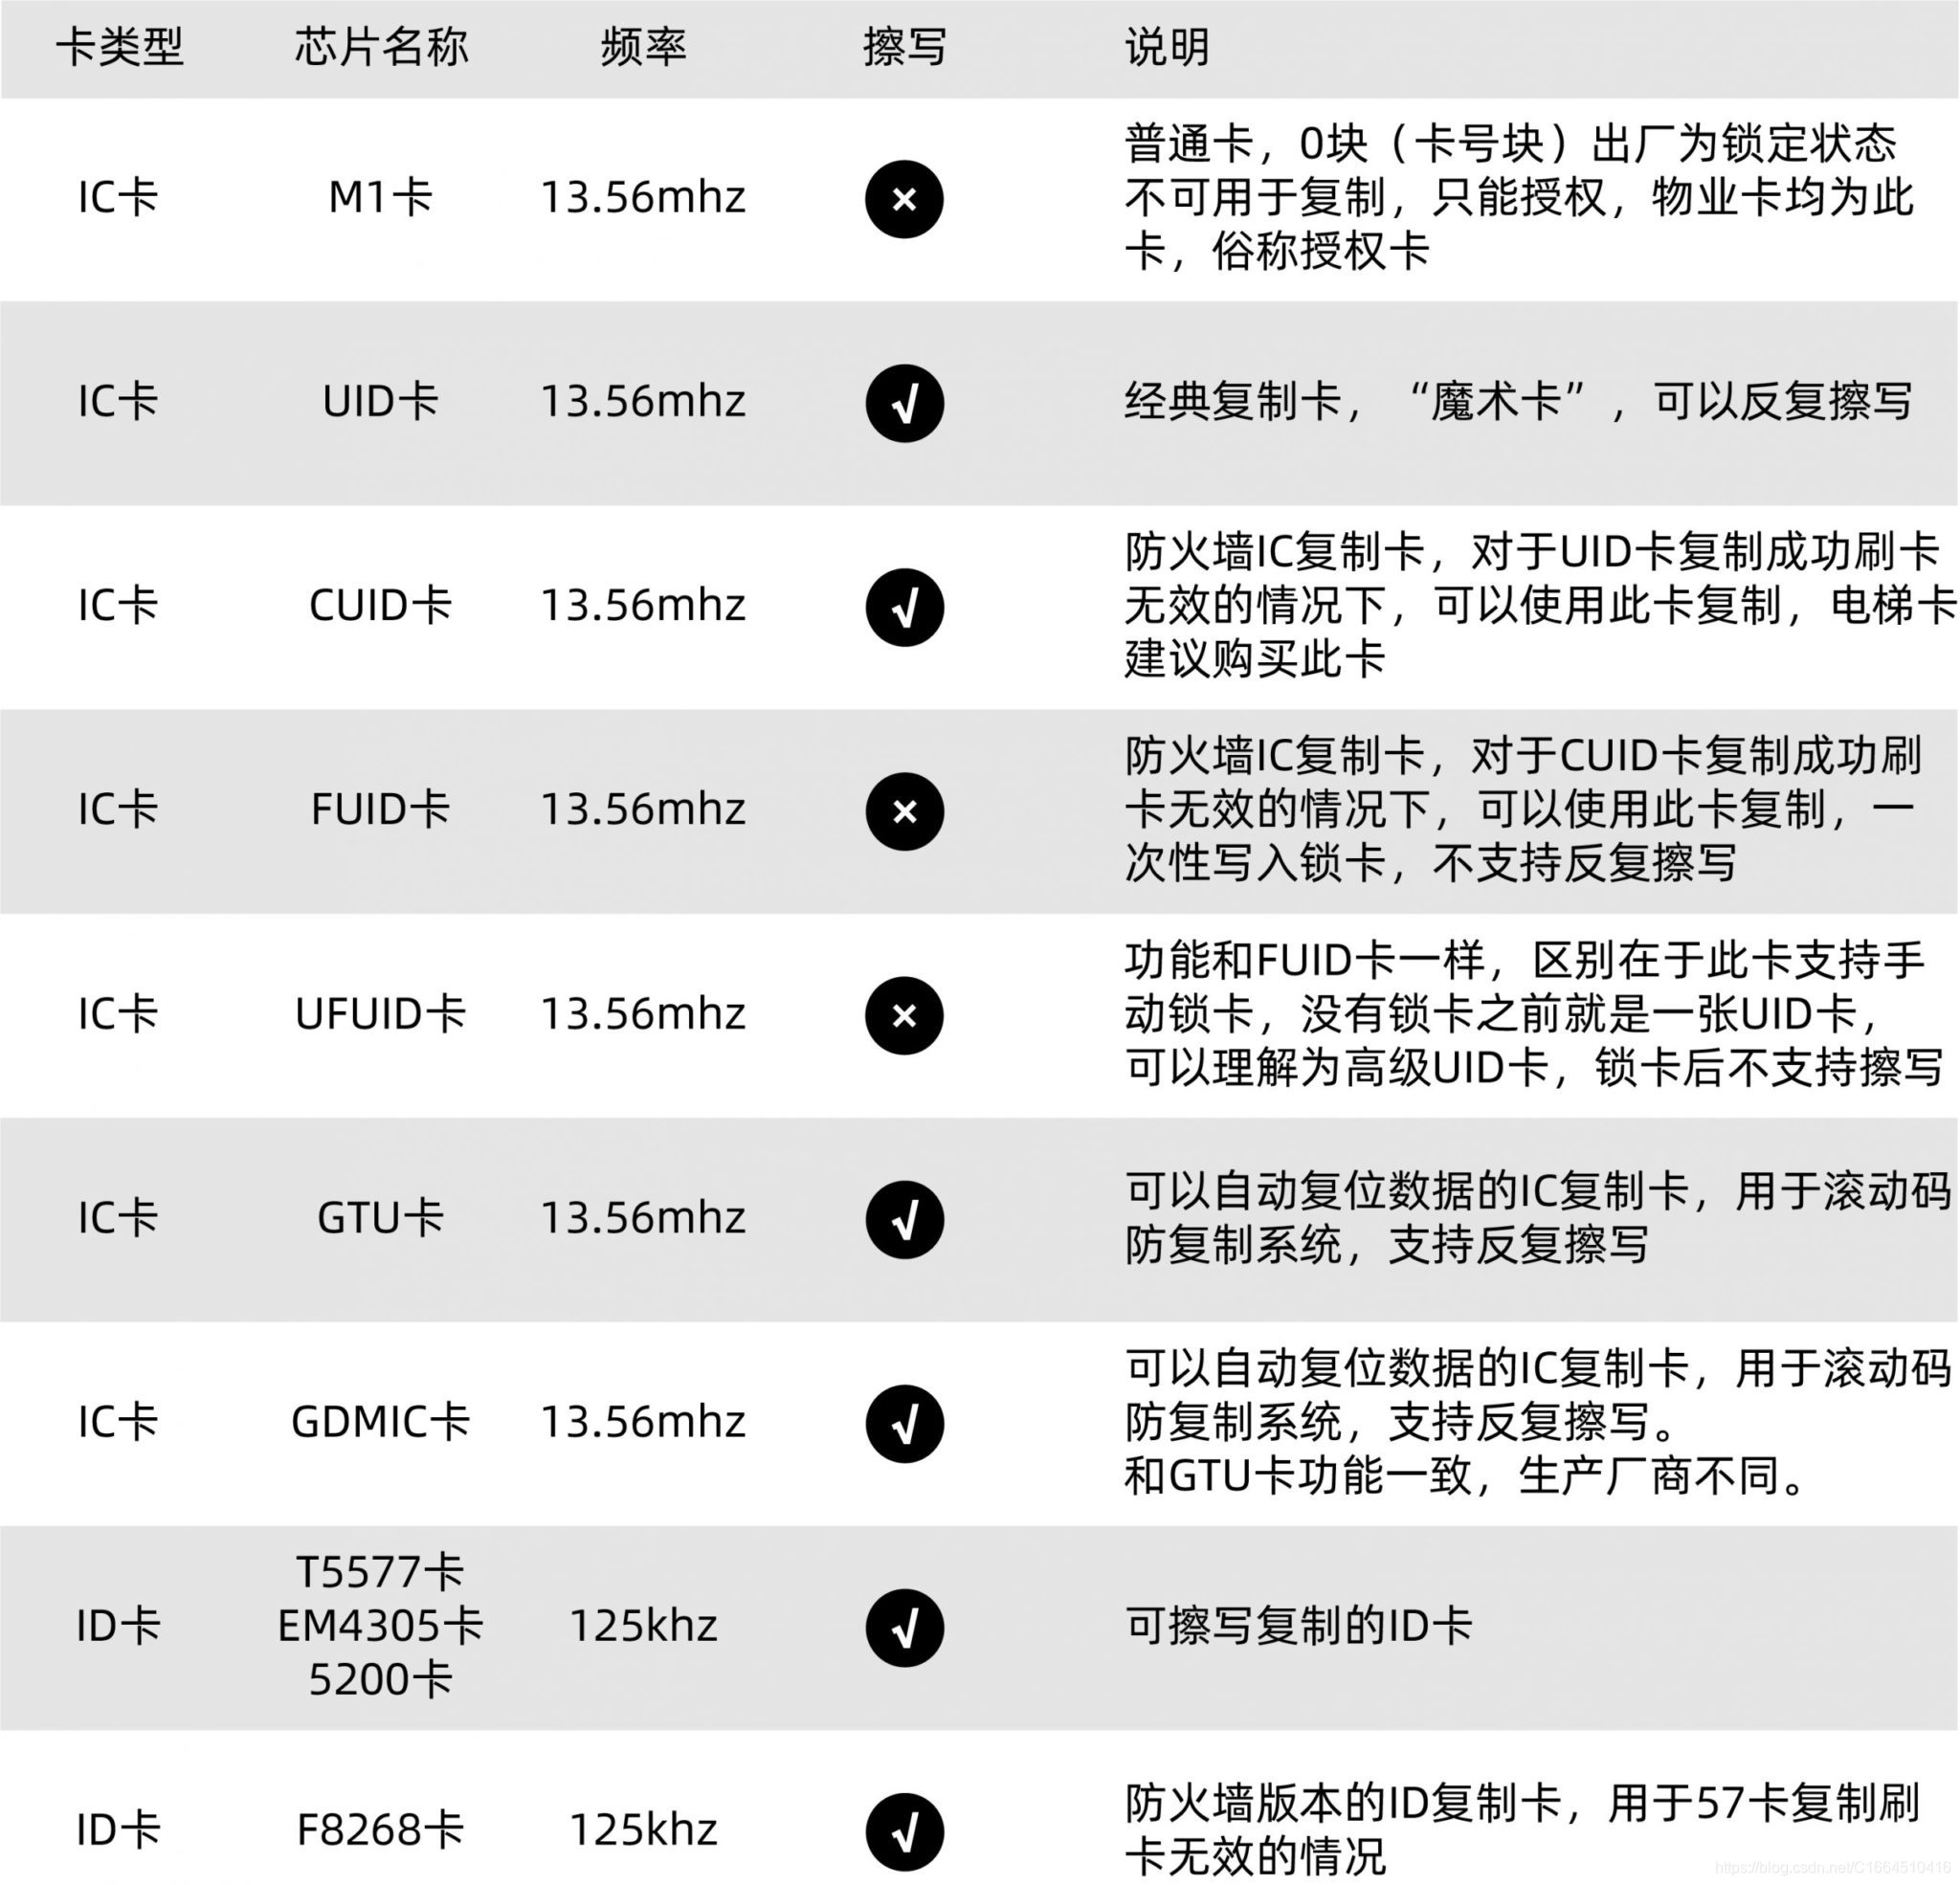 卡类型 芯片名称 频率 擦写 说明
普通卡，0块（卡号块）出厂为锁定状态
IC卡 M1卡 13.56mhz × 不可用于复制，只能授权，物业卡均为此
卡，俗称授权卡
IC卡 UID卡 13.56mhz √ 经典复制卡，“魔术卡”，可以反复擦写
防火墙IC复制卡，对于UID卡复制成功刷卡
IC卡 CUID卡 13.56mhz √ 无效的情况下，可以使用此卡复制，电梯卡
建议购买此卡
防火墙IC复制卡，对于CUID卡复制成功刷
IC卡 FUID卡 13.56mhz × 卡无效的情况下，可以使用此卡复制，一
次性写入锁卡，不支持反复擦写
功能和FUID卡一样，区别在于此卡支持手
IC卡 UFUID卡 13.56mhz × 动锁卡，没有锁卡之前就是一张UID卡，
可以理解为高级UID卡，锁卡后不支持擦写
IC卡 GTU卡 13.56mhz √ 可以自动复位数据的IC复制卡，用于滚动码
防复制系统，支持反复擦写
可以自动复位数据的IC复制卡，用于滚动码
IC卡 GDMIC卡 13.56mhz √ 防复制系统，支持反复擦写。
和GTU卡功能一致，生产厂商不同。
T5577卡
ID卡 EM4305卡 125khz √ 可擦写复制的ID卡
5200卡
ID卡 F8268卡 125khz √ 防火墙版本的ID复制卡，用于57卡复制刷
卡无效的情况
https://blog.csdn.net/C1664510416